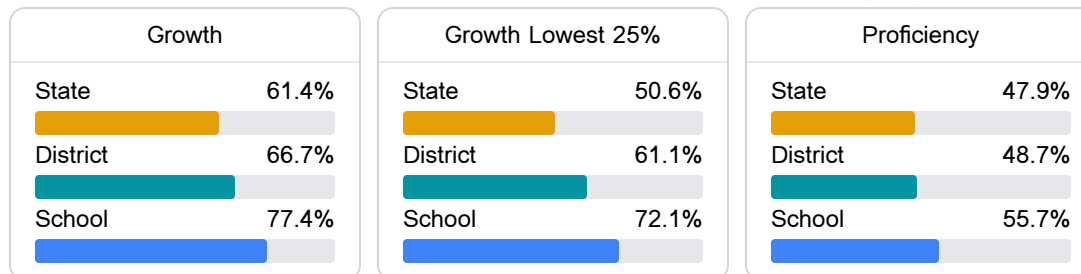 Growth
State 61.4%
District 66.7%
School 77.4%
Growth Lowest 25%
State 50.6%
District 61.1%
School 72.1%
Proficiency
State 47.9%
District 48.7%
School 55.7%